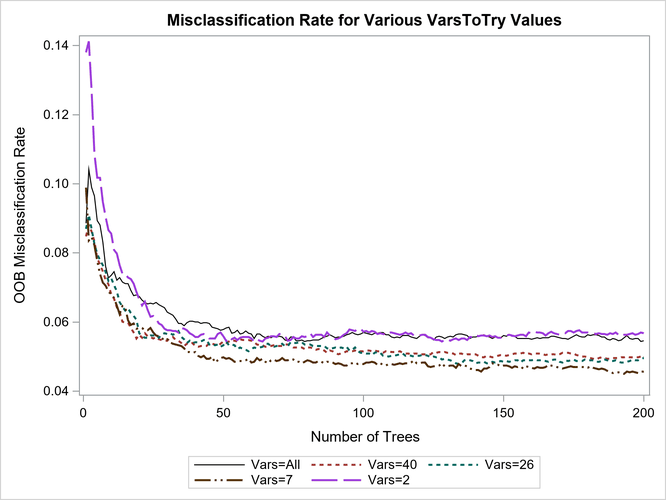 Misclassification Rate for Various VarsToTry Values
OOB Misclassification Rate
0.14
0.12
0.10
0.08
0.06
0.04
0 50 100 150 200
Number of Trees
Vars=All Vars=40 Vars=26
Vars=7 Vars=2